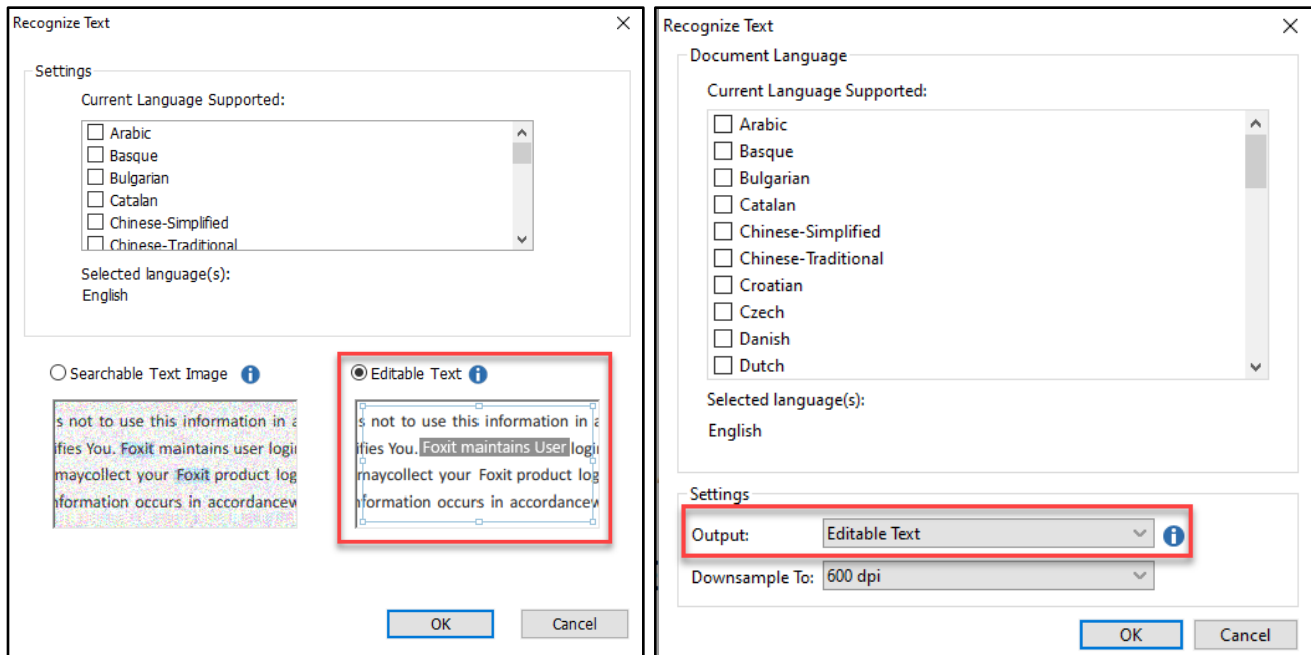 Recognize Text
Settings
Current Language Supported:
Arabic
Basque
Bulgarian
Catalan
Chinese-Simplified
Chinese-Traditional
Selected language(s):
English
Searchable Text Image
s not to use this information in a
ifies You. Foxit maintains user logi
maycollect your Foxit product log
nformation occurs in accordancew
Editable Text
s not to use this information in a
ifies You. Foxit maintains User logi
maycollect your Foxit product log
nformation occurs in accordancew
OK
Cancel
Recognize Text
Document Language
Current Language Supported:
Arabic
Basque
Bulgarian
Catalan
Chinese-Simplified
Chinese-Traditional
Croatian
Czech
Danish
Dutch
Selected language(s):
English
Settings
Output: Editable Text
Downsample To: 600 dpi
OK
Cancel